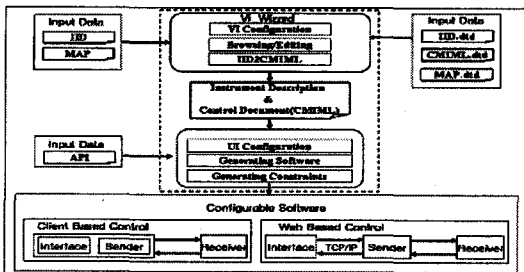 Input Data
IID
MAP
VI Wizard
VI Configuration
Browsing/Editing
IID2CMIML
Input Data
IID.dtd
CMIML.dtd
MAP.dtd
Instrument Description
&
Control Document(CMIML)
Input Data
API
UI Configuration
Generating Software
Generating Constraints
Configurable Software
Client Based Control
Interface
Sender
Receiver
Web Based Control
Interface
TCP/IP
Sender
Receiver